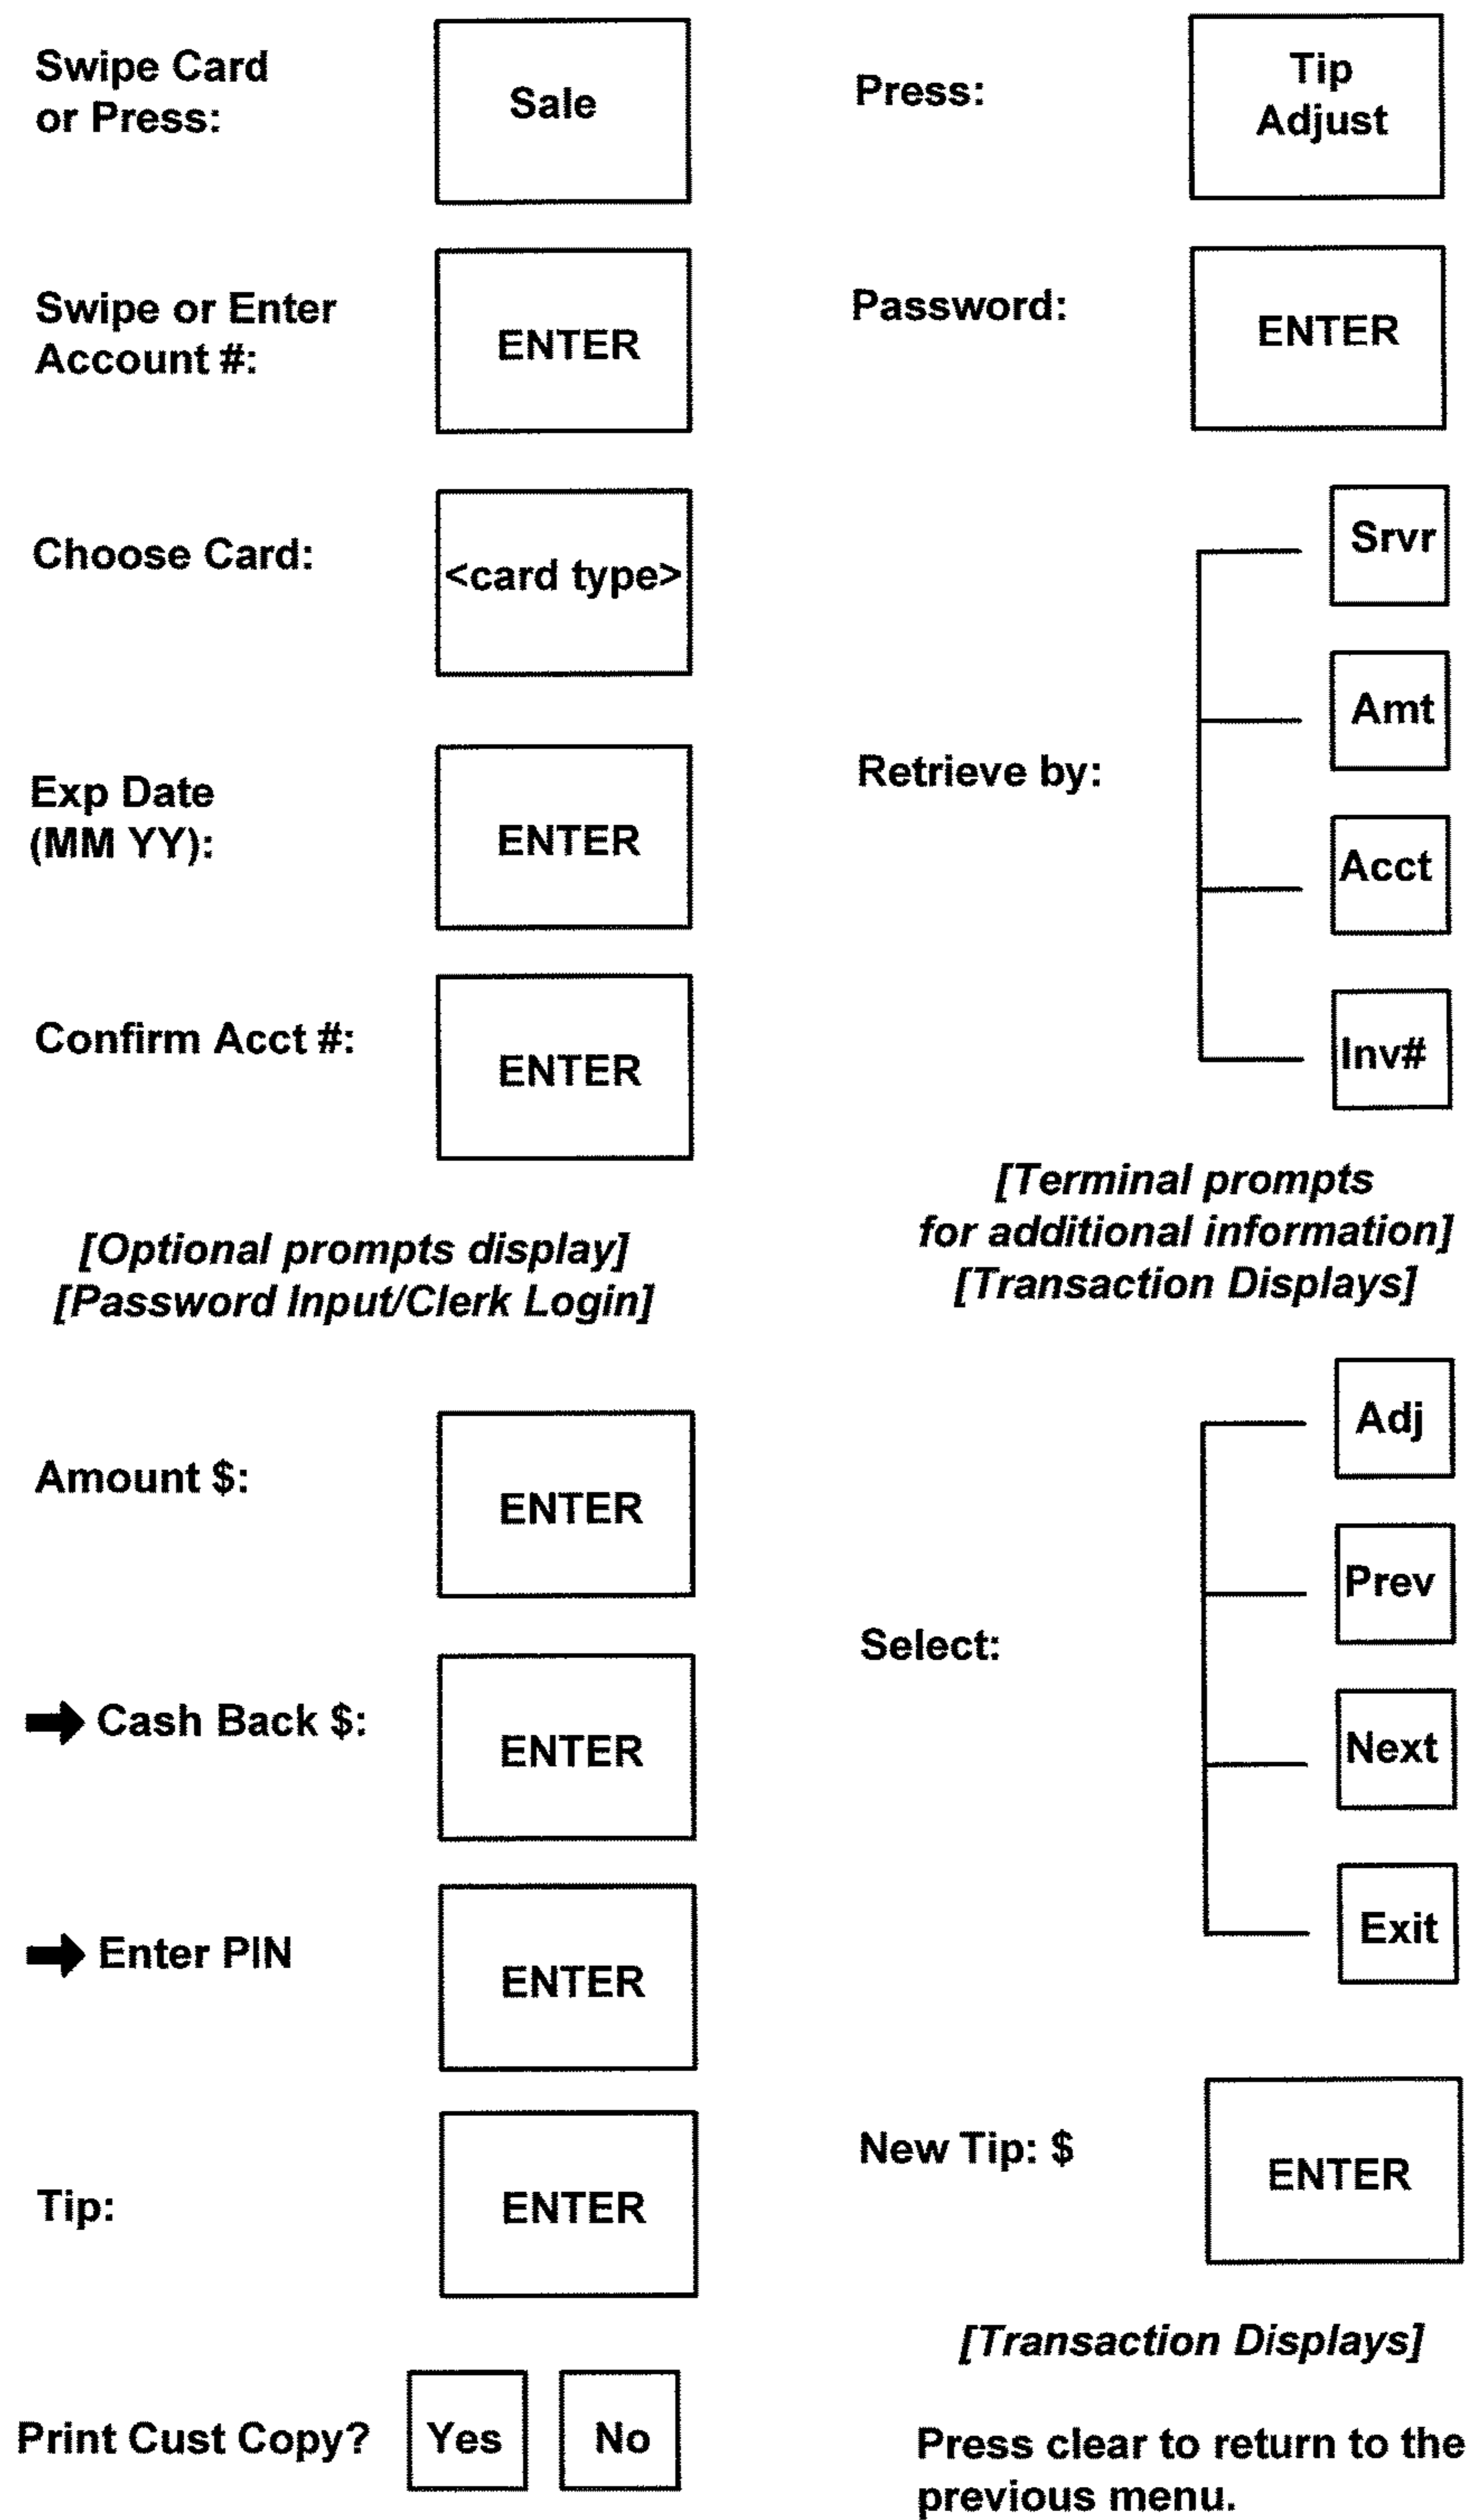 Swipe Card
or Press:
Sale
Swipe or Enter
Account #:
ENTER
Choose Card:
<card type>
Exp Date
(MM YY):
ENTER
Confirm Acct #:
ENTER
[Optional prompts display]
[Password Input/Clerk Login]
Amount $:
ENTER
Cash Back $:
ENTER
Enter PIN
ENTER
Tip:
ENTER
Print Cust Copy?
Yes
No
Press:
Tip
Adjust
Password:
ENTER
Retrieve by:
Srvr
Amt
Acct
Inv#
[Terminal prompts
for additional information]
[Transaction Displays]
Select:
Adj
Prev
Next
Exit
New Tip: $
ENTER
[Transaction Displays]
Press clear to return to the
previous menu.